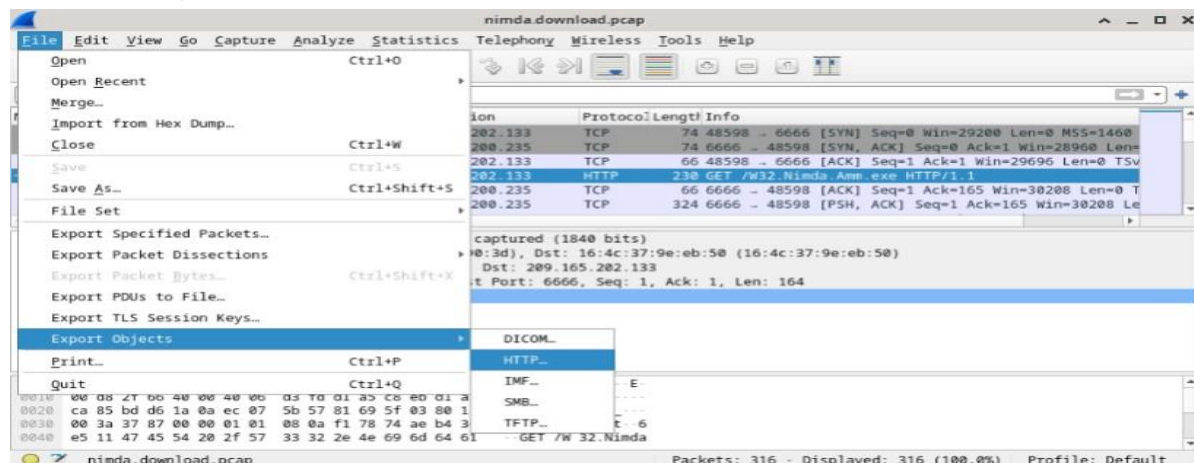 nimda.download.pcap
File Edit View Go Capture Analyze Statistics Telephony Wireless Tools Help
Open Ctrl+O
Open Recent
Merge…
Import from Hex Dump…
Close Ctrl+W
Save Ctrl+S
Save As… Ctrl+Shift+S
File Set
Export Specified Packets…
Export Packet Dissections
Export Packet Bytes… Ctrl+Shift+X
Export PDUs to File…
Export TLS Session Keys…
Export Objects
Print… Ctrl+P
Quit Ctrl+Q
DICOM…
HTTP…
IMF…
SMB…
TFTP…
ion Protocol Length Info
202.133 TCP 74 48598 → 6666 [SYN] Seq=0 Win=29200 Len=0 MSS=1460
200.235 TCP 74 6666 → 48598 [SYN, ACK] Seq=0 Ack=1 Win=28960 Len=
202.133 TCP 66 48598 → 6666 [ACK] Seq=1 Ack=1 Win=29696 Len=0 TSv
202.133 HTTP 230 GET /W32.Nimda.Amm.exe HTTP/1.1
200.235 TCP 66 6666 → 48598 [ACK] Seq=1 Ack=165 Win=30208 Len=0 T
200.235 TCP 324 6666 → 48598 [PSH, ACK] Seq=1 Ack=165 Win=30208 Le
captured (1840 bits)
0:3d), Dst: 16:4c:37:9e:eb:50 (16:4c:37:9e:eb:50)
Dst: 209.165.202.133
t Port: 6666, Seq: 1, Ack: 1, Len: 164
0020 ca 85 bd d6 1a 0a ec 07 5b 57 81 69 5f 03 80 1
0030 00 3a 37 87 00 00 01 01 08 0a f1 78 74 ae b4 3
0040 e5 11 47 45 54 20 2f 57 33 32 2e 4e 69 6d 64 61 ··GET /W 32.Nimda
nimda.download.pcap Packets: 316 · Displayed: 316 (100.0%) Profile: Default